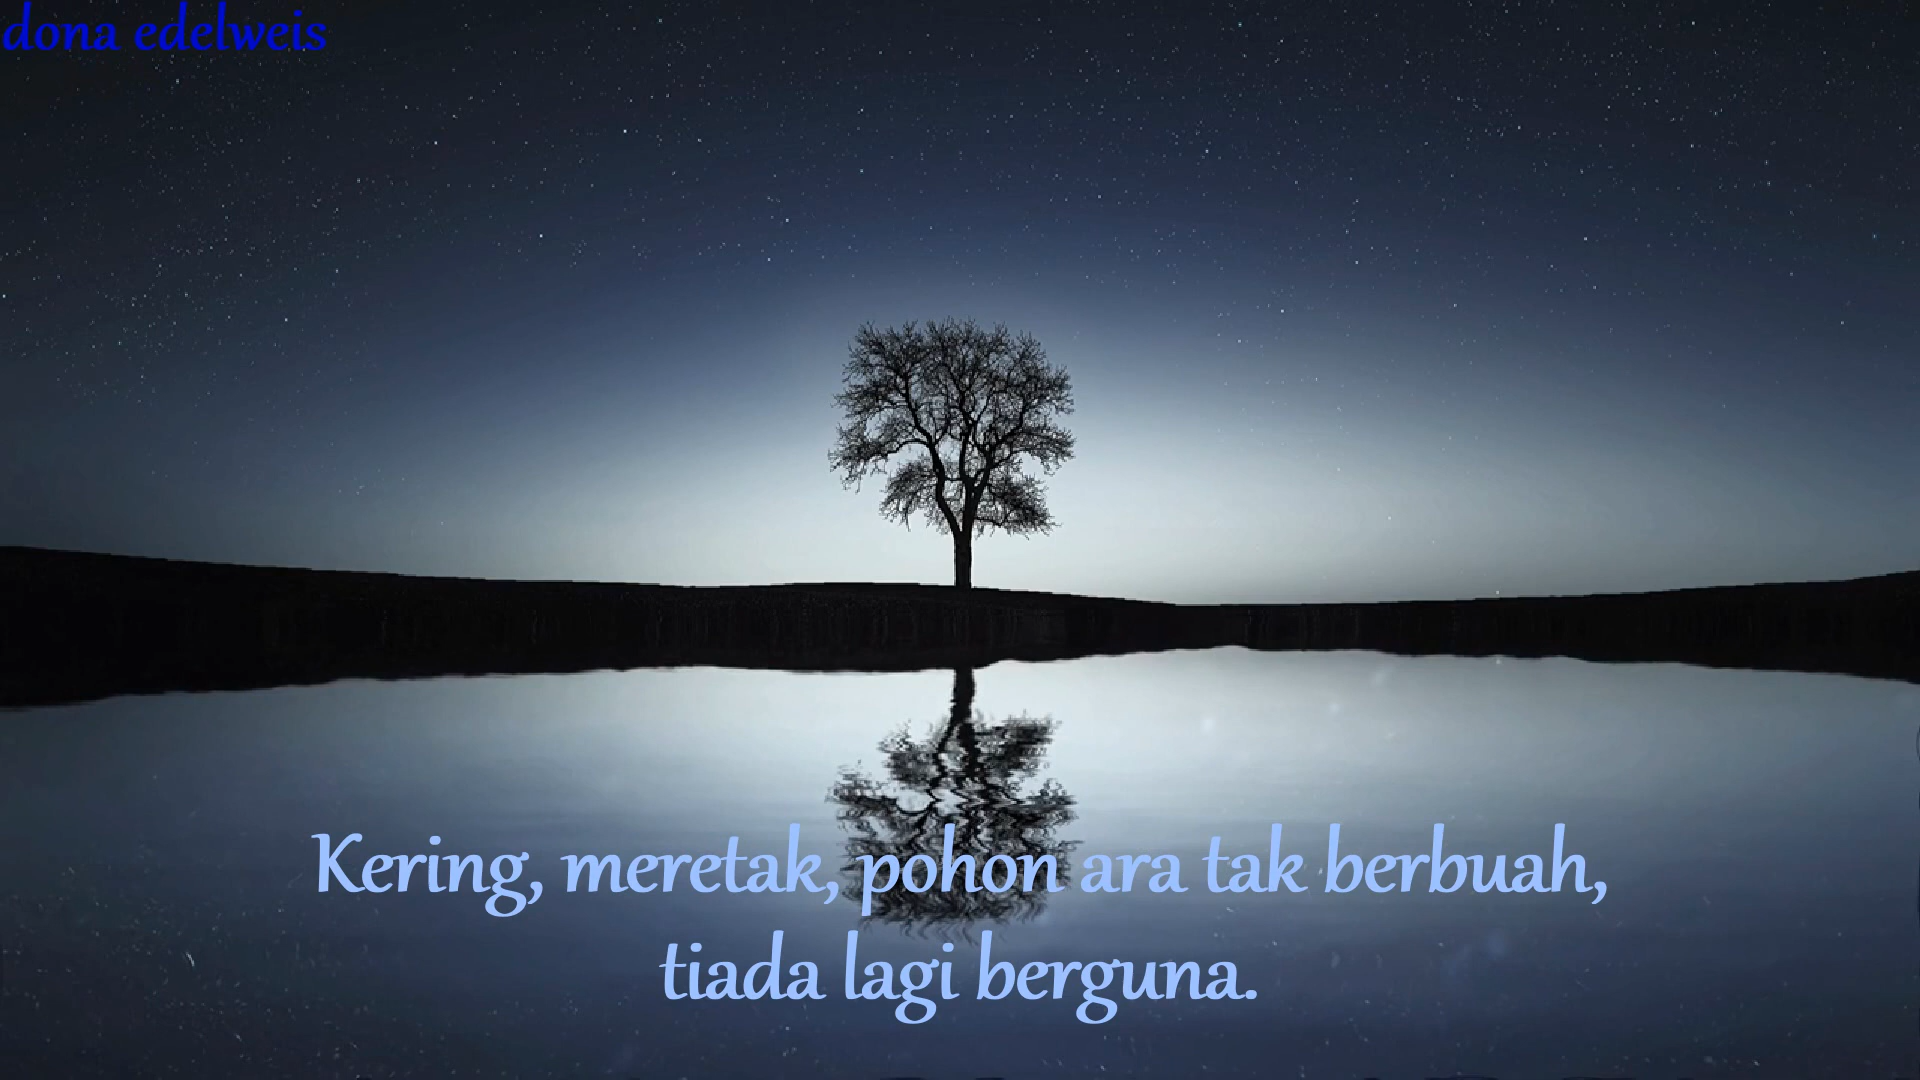 dona edelweis
Kering, meretak, pohon ara tak berbuah,
tiada lagi berguna.